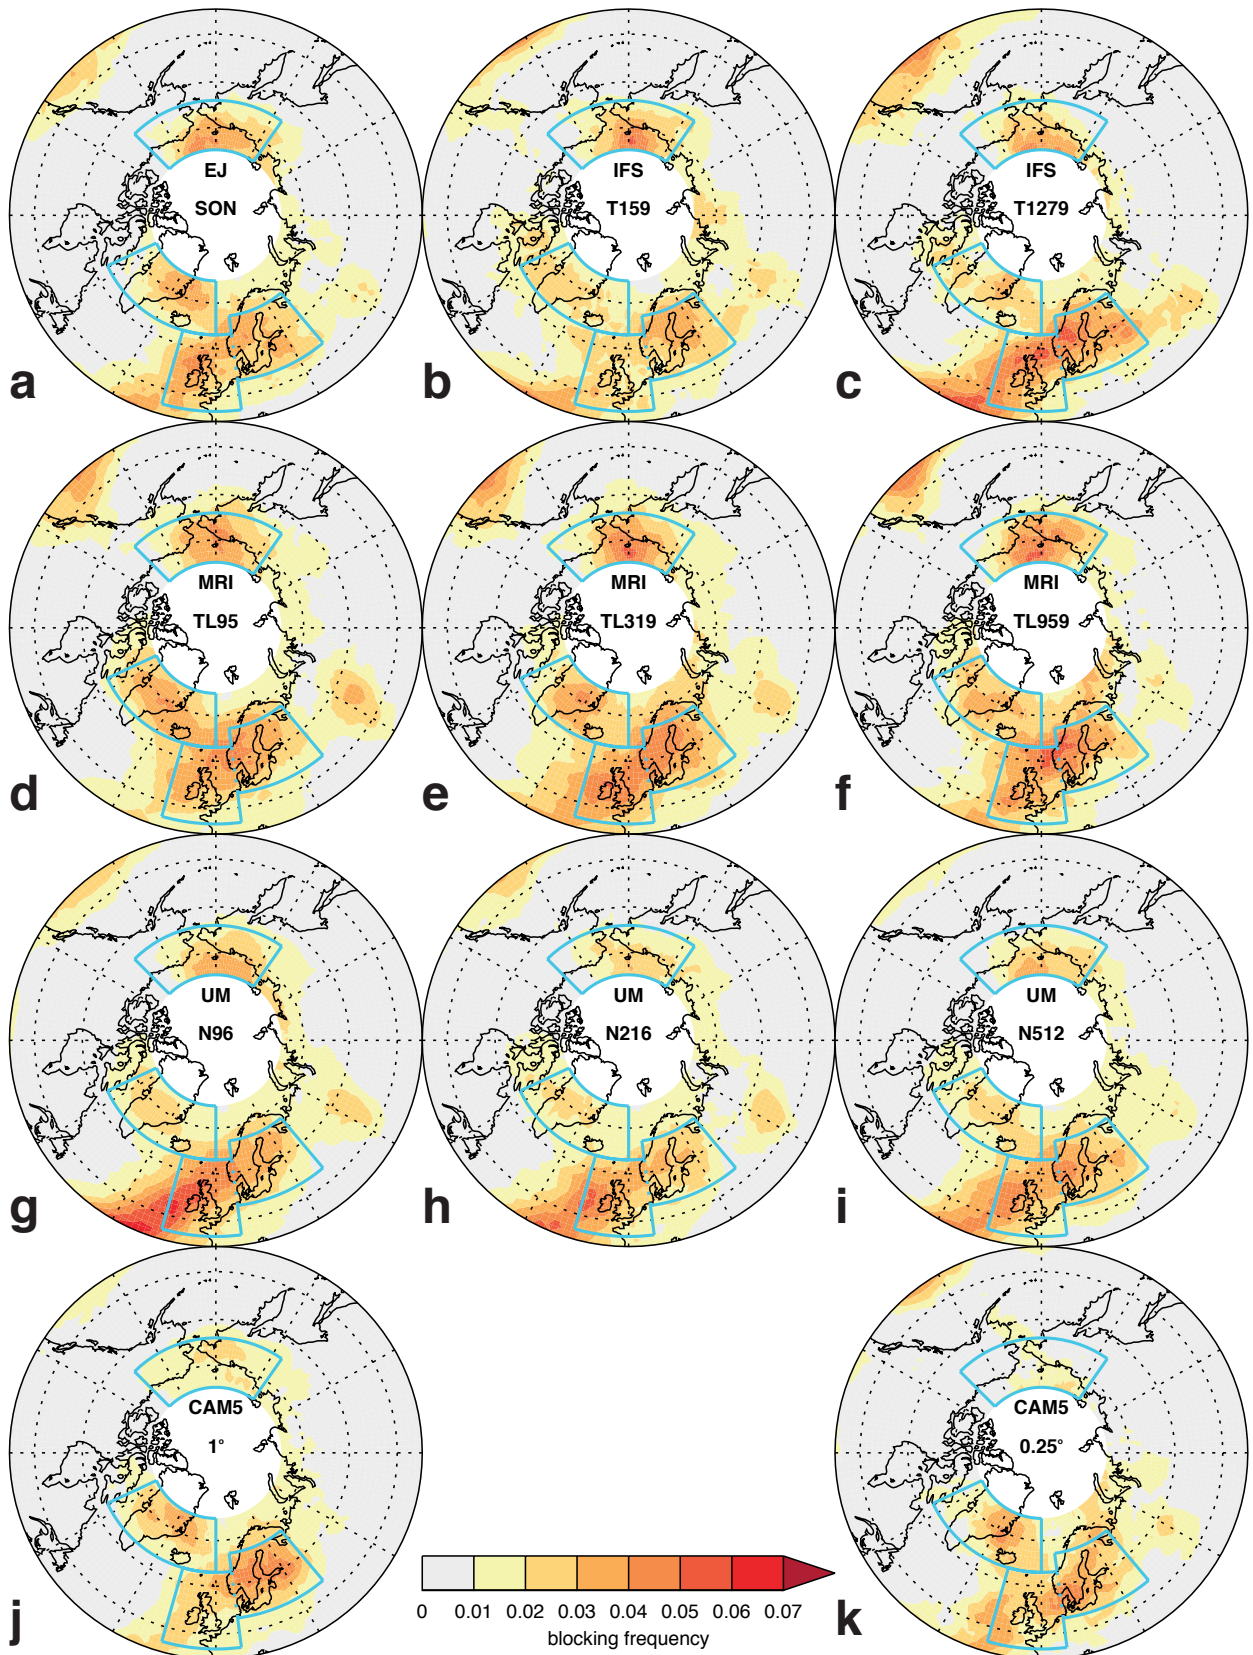 EJ
SON
a
IFS
T159
b
IFS
T1279
c
MRI
TL95
d
MRI
TL319
e
MRI
TL959
f
UM
N96
g
UM
N216
h
UM
N512
i
CAM5
1°
j
CAM5
0.25°
k
0 0.01 0.02 0.03 0.04 0.05 0.06 0.07
blocking frequency